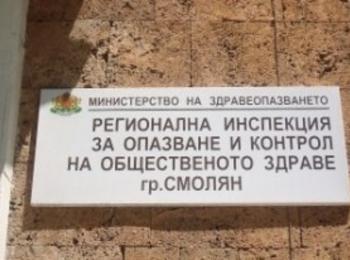 МИНИСТЕРСТВО НА ЗДРАВЕОПАЗВАНЕТО
РЕГИОНАЛНА ИНСПЕКЦИЯ
ЗА ОПАЗВАНЕ И КОНТРОЛ
НА ОБЩЕСТВЕНОТО ЗДРАВЕ
гр.СМОЛЯН